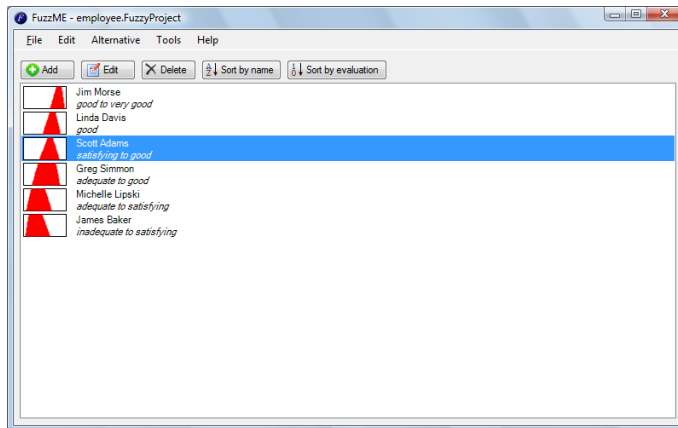 FuzzME - employee.FuzzyProject
File Edit Alternative Tools Help
Add Edit Delete Sort by name Sort by evaluation
Jim Morse
good to very good
Linda Davis
good
Scott Adams
satisfying to good
Greg Simmon
adequate to good
Michelle Lipski
adequate to satisfying
James Baker
inadequate to satisfying